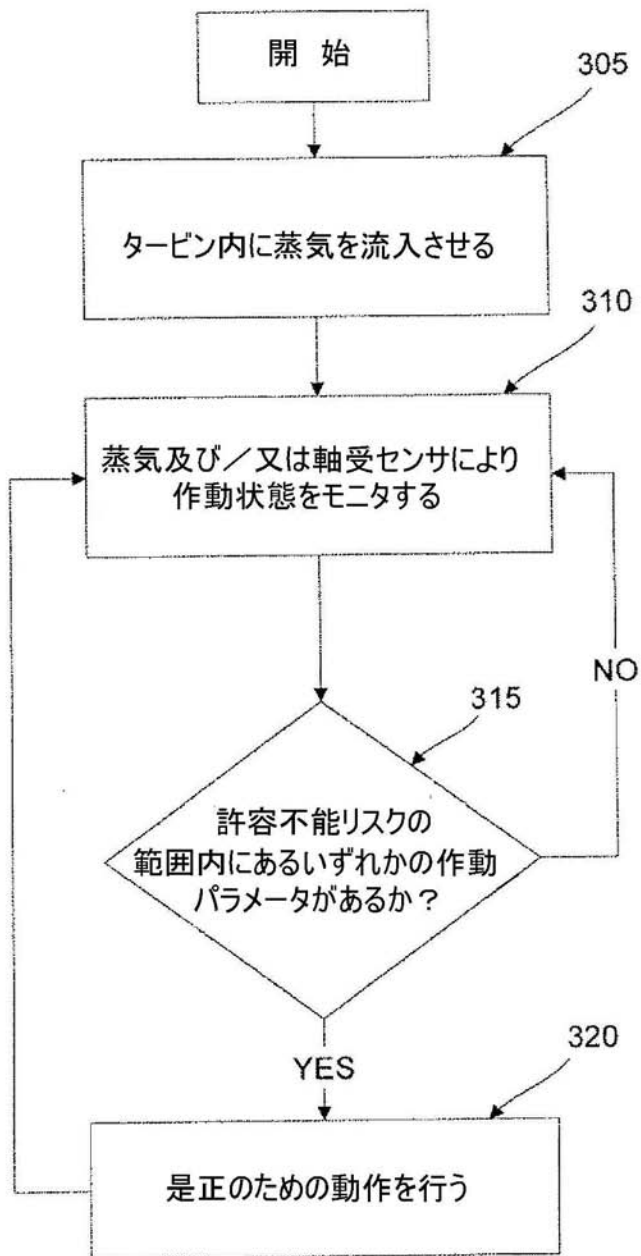 開 始
305
タービン内に蒸気を流入させる
310
蒸気及び／又は軸受センサにより
作動状態をモニタする
NO
315
許容不能リスクの
範囲内にあるいずれかの作動
パラメータがあるか？
YES
320
是正のための動作を行う